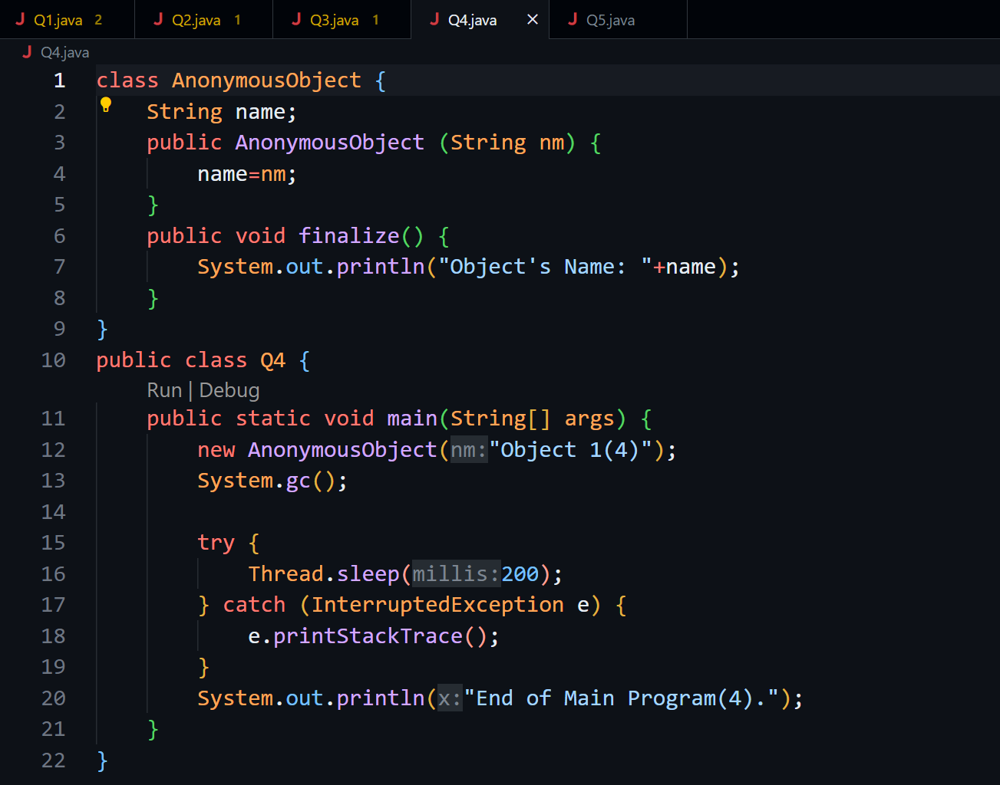 J Q1.java 2 J Q2.java 1 J Q3.java 1 J Q4.java × J Q5.java
J Q4.java
1 class AnonymousObject {
2     String name;
3     public AnonymousObject (String nm) {
4         name=nm;
5     }
6     public void finalize() {
7         System.out.println("Object's Name: "+name);
8     }
9 }
10 public class Q4 {
Run | Debug
11     public static void main(String[] args) {
12         new AnonymousObject(nm:"Object 1(4)");
13         System.gc();
14
15         try {
16             Thread.sleep(millis:200);
17         } catch (InterruptedException e) {
18             e.printStackTrace();
19         }
20         System.out.println(x:"End of Main Program(4).");
21     }
22 }